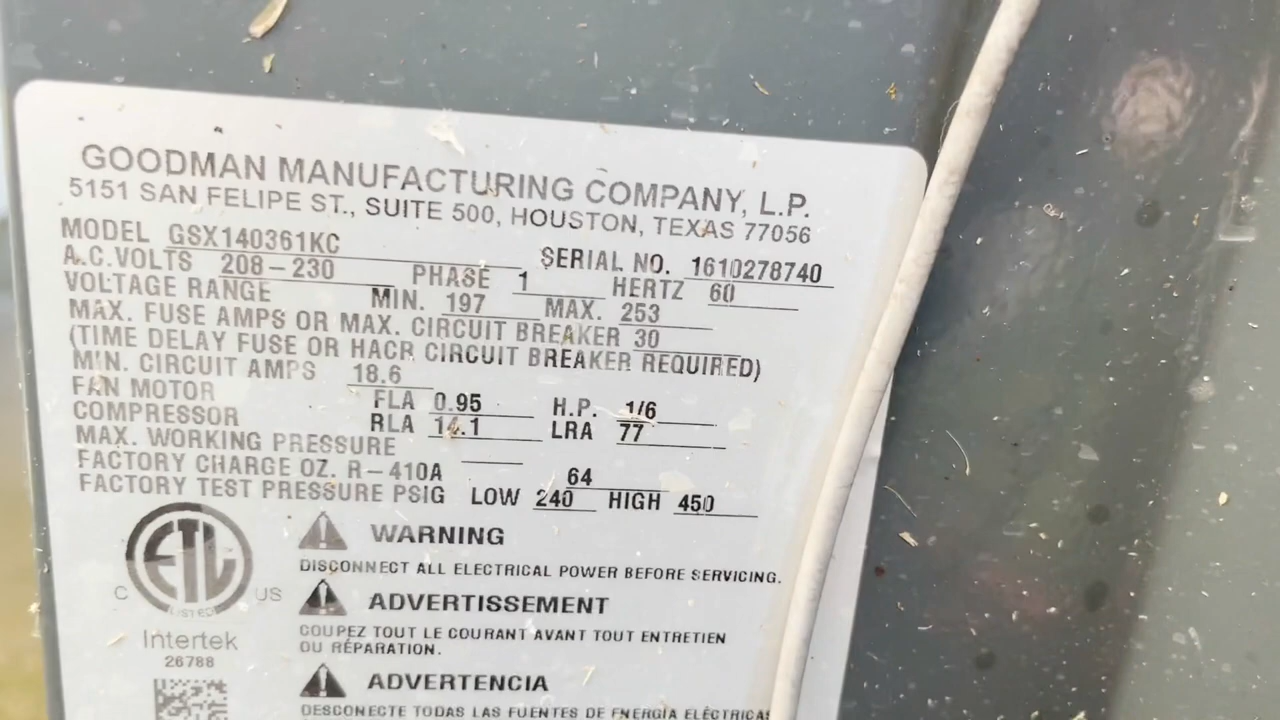 GOODMAN MANUFACTURING COMPANY, L.P.
5151 SAN FELIPE ST., SUITE 500, HOUSTON, TEXAS 77056
MODEL GSX140361KC SERIAL NO. 1610278740
A.C.VOLTS 208-230 PHASE 1 HERTZ 60
VOLTAGE RANGE MIN. 197 MAX. 253
MAX. FUSE AMPS OR MAX. CIRCUIT BREAKER 30
(TIME DELAY FUSE OR HACR CIRCUIT BREAKER REQUIRED)
MIN. CIRCUIT AMPS 18.6
FAN MOTOR FLA 0.95 H.P. 1/6
COMPRESSOR RLA 14.1 LRA 77
MAX. WORKING PRESSURE
FACTORY CHARGE OZ. R-410A 64
FACTORY TEST PRESSURE PSIG LOW 240 HIGH 450
WARNING
DISCONNECT ALL ELECTRICAL POWER BEFORE SERVICING.
ADVERTISSEMENT
COUPEZ TOUT LE COURANT AVANT TOUT ENTRETIEN
OU RÉPARATION.
ADVERTENCIA
DESCONECTE TODAS LAS FUENTES DE ENERGÍA ELÉCTRICAS
ETL
LISTED
C US
Intertek
26788